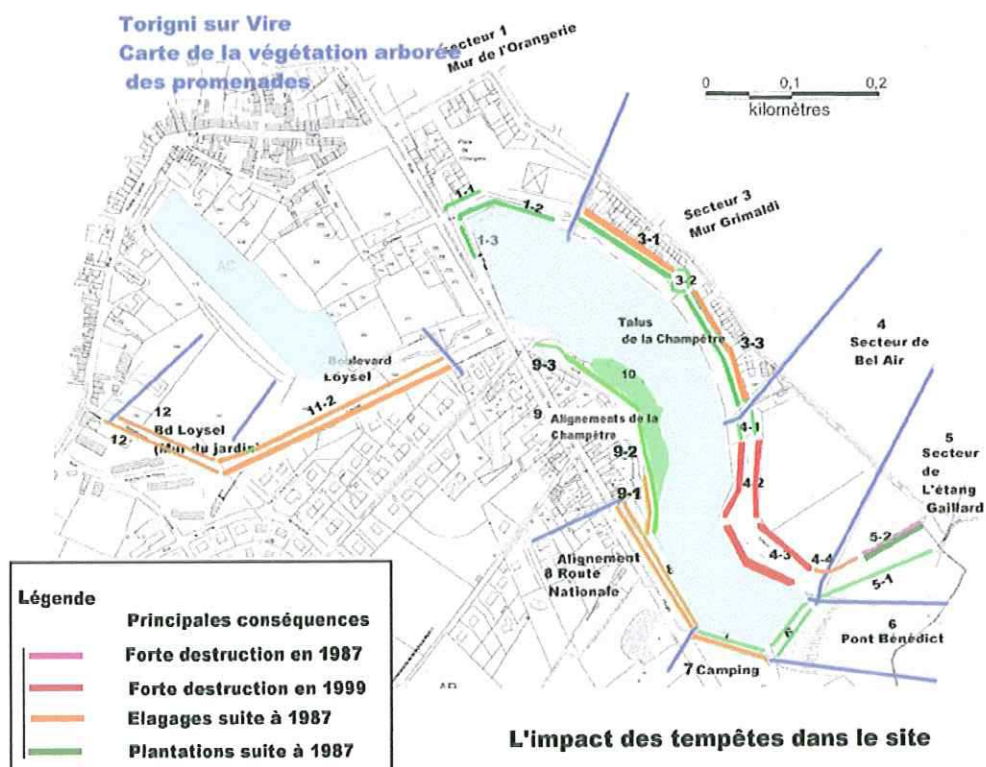 Torigni sur Vire
Carte de la végétation arborée
des promenades
secteur 1
Mur de l'Orangerie
0 0,1 0,2
kilomètres
1-1
1-2
1-3
Secteur 3
Mur Grimaldi
3-1
3-2
3-3
4
Secteur de
Bel Air
Talus
de la Champêtre
10
9-3
9
Alignements de la
Champêtre
9-2
9-1
Boulevard
Loysel
11-2
12
Bd Loysel
(Mur du jardin)
12
4-1
4-2
4-3
4-4
5
Secteur
de
L'étang
Gaillard
5-2
5-1
Alignement
8 Route
Nationale
8
6
6
Pont Bénédict
7 Camping
Légende
Principales conséquences
Forte destruction en 1987
Forte destruction en 1999
Elagages suite à 1987
Plantations suite à 1987
L'impact des tempêtes dans le site